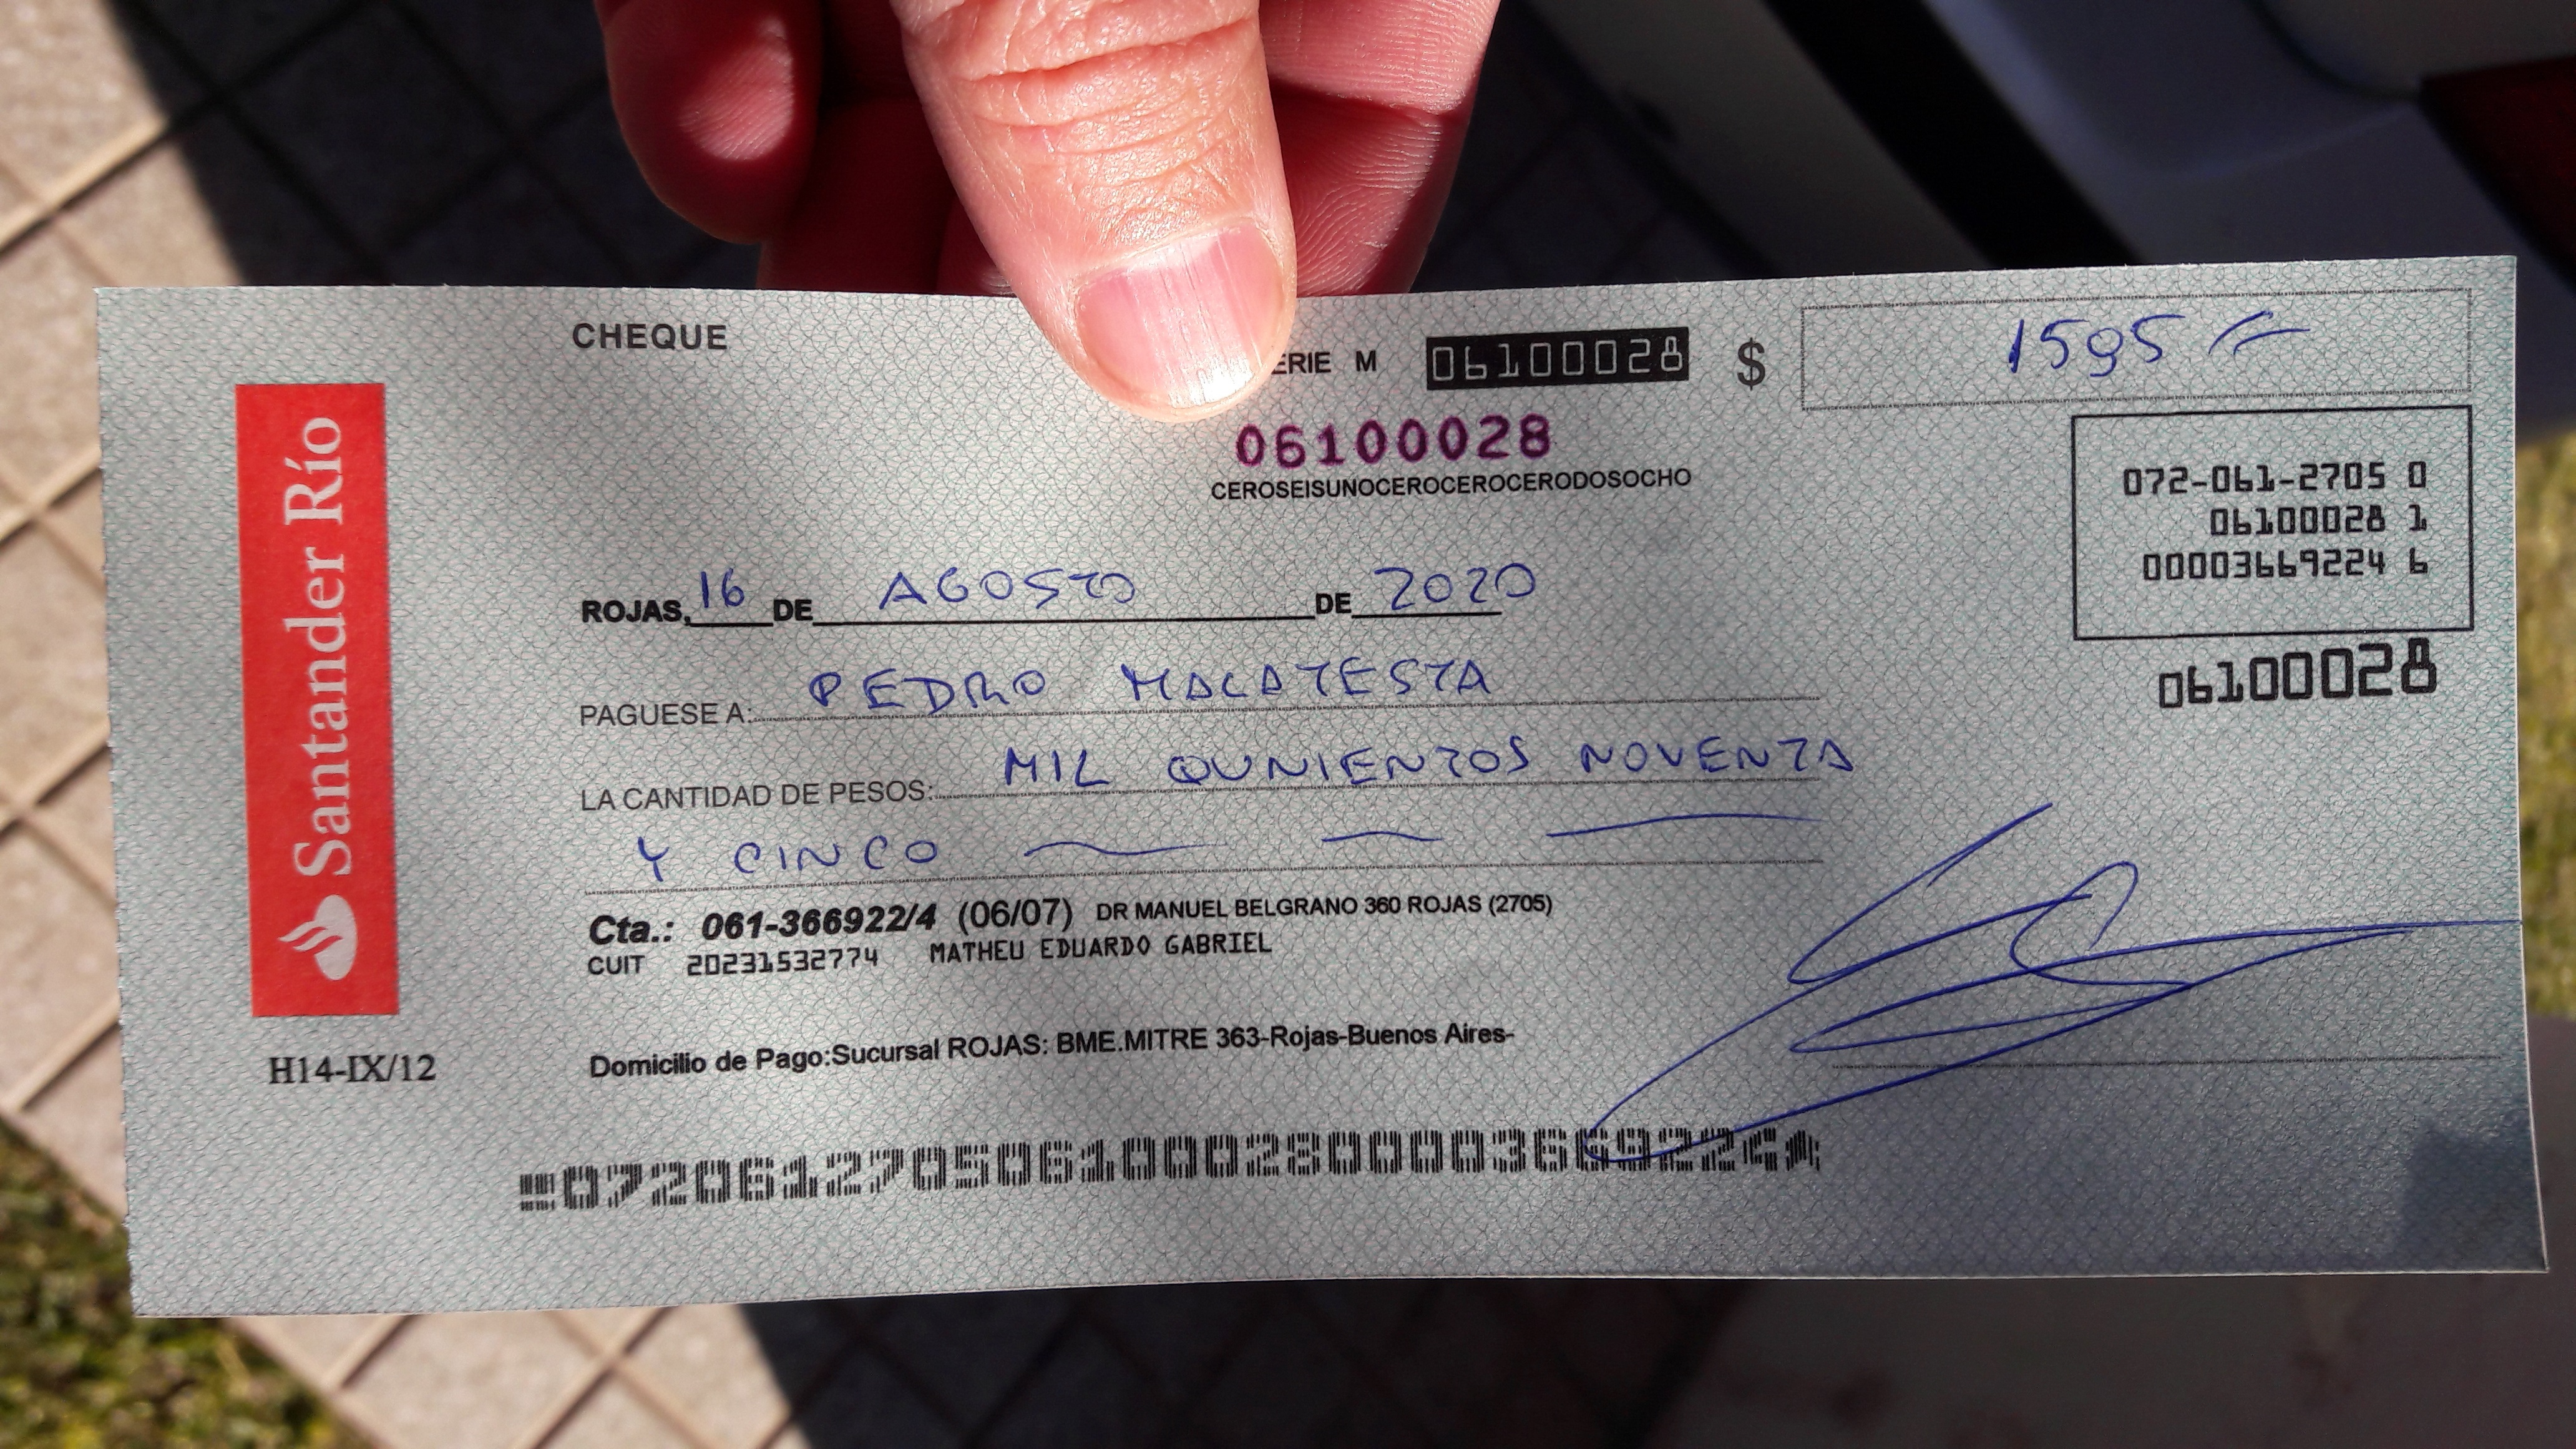 CHEQUE
ERIE M 06100028 $ 1595
06100028
CEROSEISUNOCEROCEROCERODOSOCHO
072-061-2705 0
06100028 1
00003669224 6
06100028
Santander Río
ROJAS, 16 DE AGOSTO DE 2020
PAGUESE A: PEDRO MALATESTA
LA CANTIDAD DE PESOS: MIL QUNIENTOS NOVENTA
Y CINCO
Cta.: 061-366922/4 (06/07) DR MANUEL BELGRANO 360 ROJAS (2705)
CUIT 20231532774 MATHEU EDUARDO GABRIEL
Domicilio de Pago:Sucursal ROJAS: BME.MITRE 363-Rojas-Buenos Aires-
H14-IX/12
07206127050610002800003669224